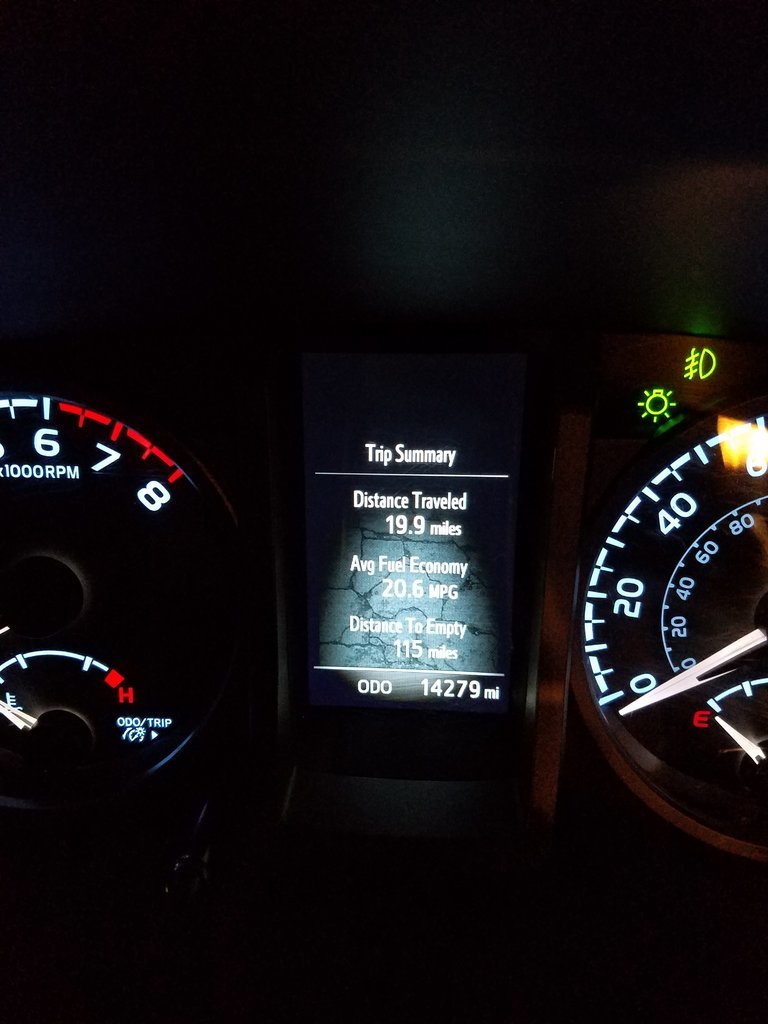 6
7
8
x1000RPM
H
ODO/TRIP
Trip Summary
Distance Traveled
19.9 miles
Avg Fuel Economy
20.6 MPG
Distance To Empty
115 miles
ODO 14279 mi
0
20
40
0
20
40
60
80
E